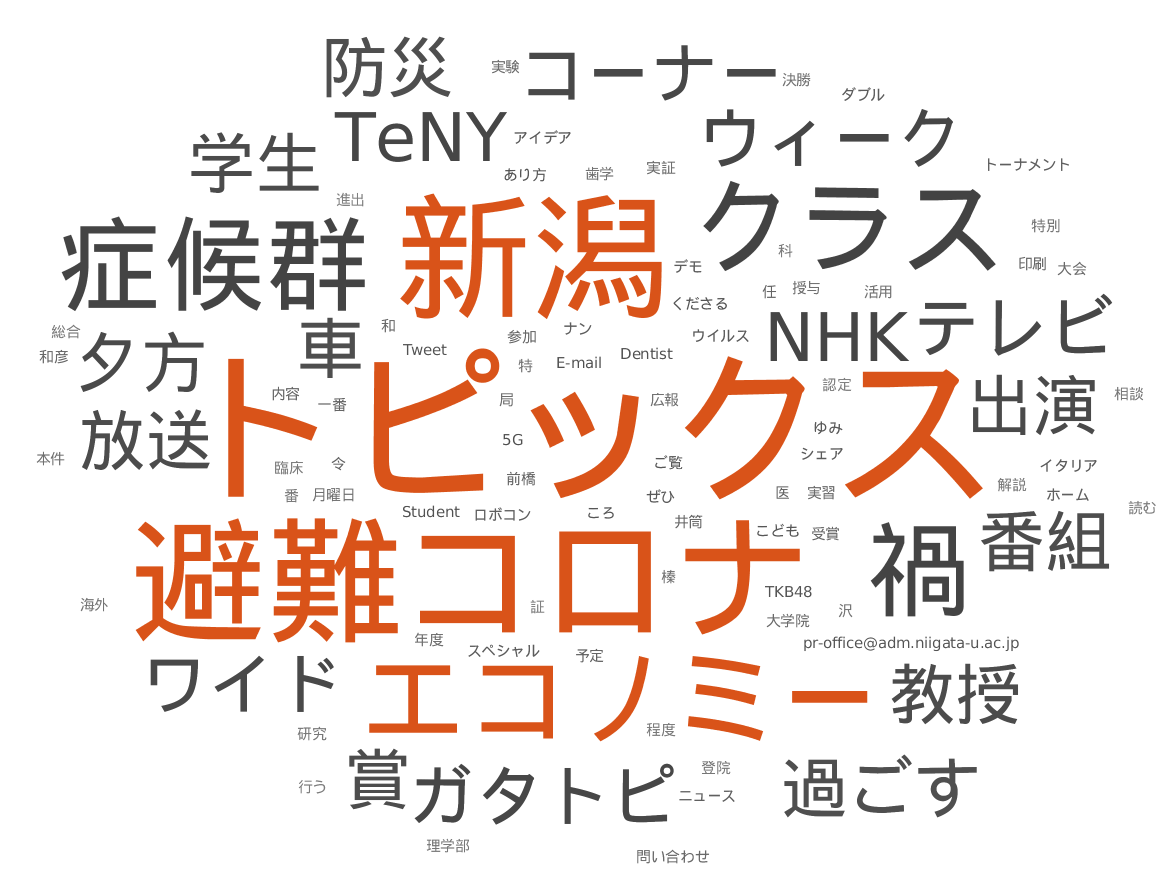 防災
実験
コーナー
決勝
ダブル
TeNY
アイデア
ウィーク
学生
あり方
歯学
実証
トーナメント
進出
症候群
新潟
クラス
特別
科
印刷
大会
デモ
くださる
任
授与
活用
総合
和彦
夕方
車
和
参加
ナン
ウイルス
NHK
テレビ
Tweet
特
E-mail
Dentist
トピックス
認定
出演
相談
内容
一番
局
広報
放送
5G
ゆみ
シェア
本件
臨床
令
前橋
ご覧
イタリア
番
月曜日
ぜひ
医
実習
解説
ホーム
読む
Student
ロボコン
ころ
井筒
こども
受賞
避難
コロナ
禍
番組
榛
TKB48
海外
証
大学院
沢
年度
スペシャル
予定
pr-office@adm.niigata-u.ac.jp
ワイド
エコノミー
教授
研究
程度
賞
ガタトピ
登院
ニュース
過ごす
行う
理学部
問い合わせ